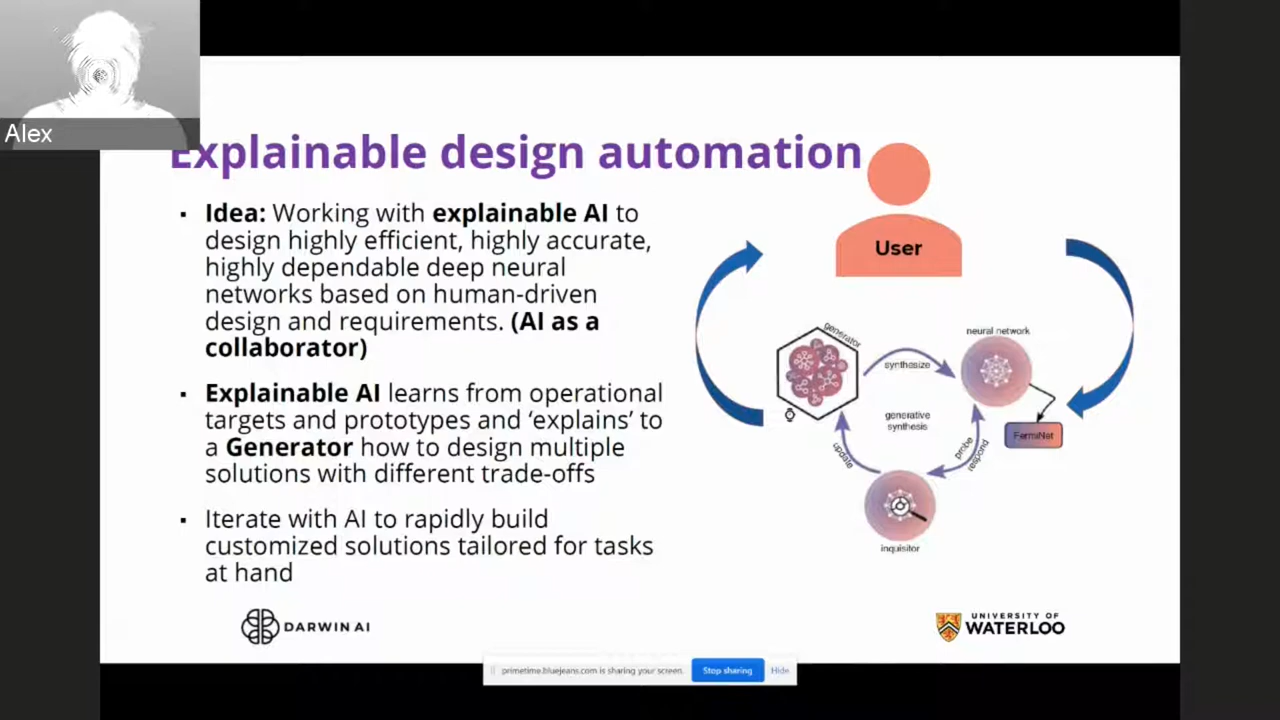 Alex
Explainable design automation
▪ Idea: Working with explainable AI to
design highly efficient, highly accurate,
highly dependable deep neural
networks based on human-driven
design and requirements. (AI as a
collaborator)
▪ Explainable AI learns from operational
targets and prototypes and ‘explains’ to
a Generator how to design multiple
solutions with different trade-offs
▪ Iterate with AI to rapidly build
customized solutions tailored for tasks
at hand
User
generator
synthesize
neural network
generative
synthesis
FermiNet
update
probe
respond
inquisitor
DARWIN AI
UNIVERSITY OF
WATERLOO
primetime.bluejeans.com is sharing your screen.
Stop sharing
Hide